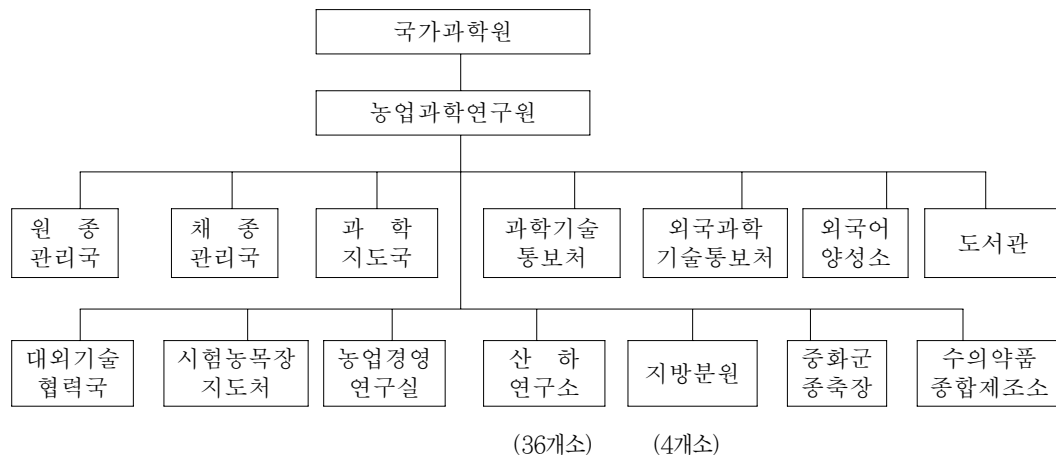 국가과학원
농업과학연구원
원 종
관리국
채 종
관리국
과 학
지도국
과학기술
통보처
외국과학
기술통보처
외국어
양성소
도서관
대외기술
협력국
시험농목장
지도처
농업경영
연구실
산 하
연구소
지방분원
중화군
종축장
수의약품
종합제조소
(36개소)
(4개소)